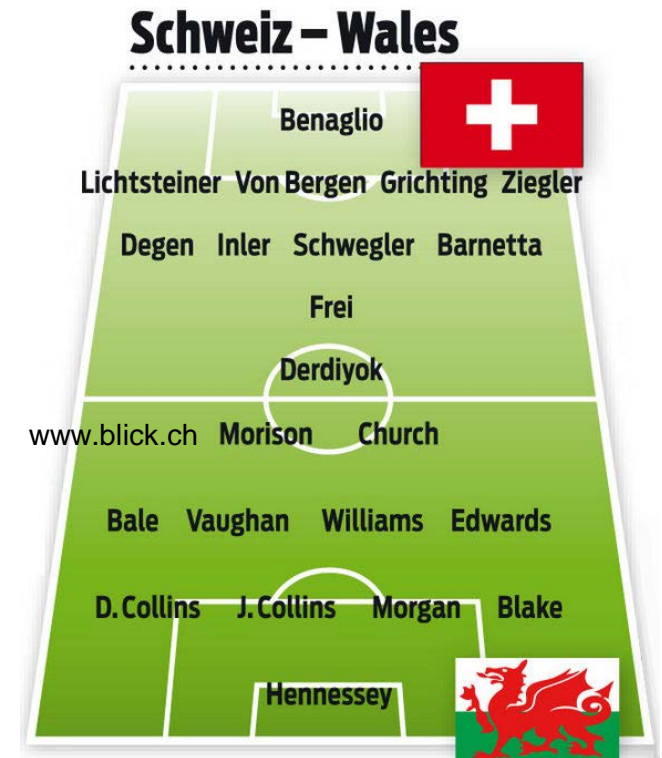 Schweiz – Wales
Benaglio
Lichtsteiner Von Bergen Grichting Ziegler
Degen Inler Schwegler Barnetta
Frei
Derdiyok
www.blick.ch Morison Church
Bale Vaughan Williams Edwards
D. Collins J. Collins Morgan Blake
Hennessey